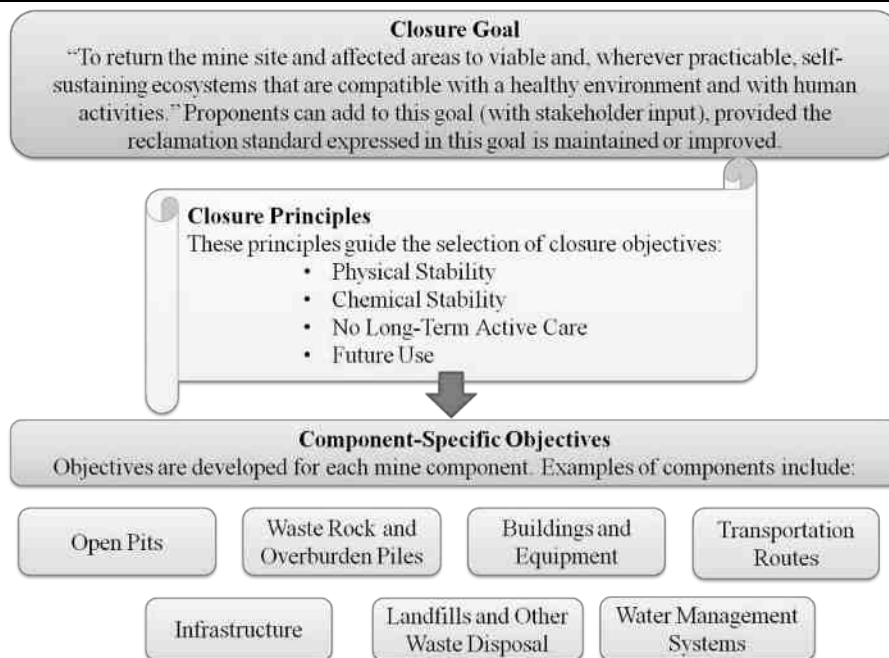 Closure Goal
“To return the mine site and affected areas to viable and, wherever practicable, self-
sustaining ecosystems that are compatible with a healthy environment and with human
activities.” Proponents can add to this goal (with stakeholder input), provided the
reclamation standard expressed in this goal is maintained or improved.
Closure Principles
These principles guide the selection of closure objectives:
• Physical Stability
• Chemical Stability
• No Long-Term Active Care
• Future Use
Component-Specific Objectives
Objectives are developed for each mine component. Examples of components include:
Open Pits
Waste Rock and
Overburden Piles
Buildings and
Equipment
Transportation
Routes
Infrastructure
Landfills and Other
Waste Disposal
Water Management
Systems